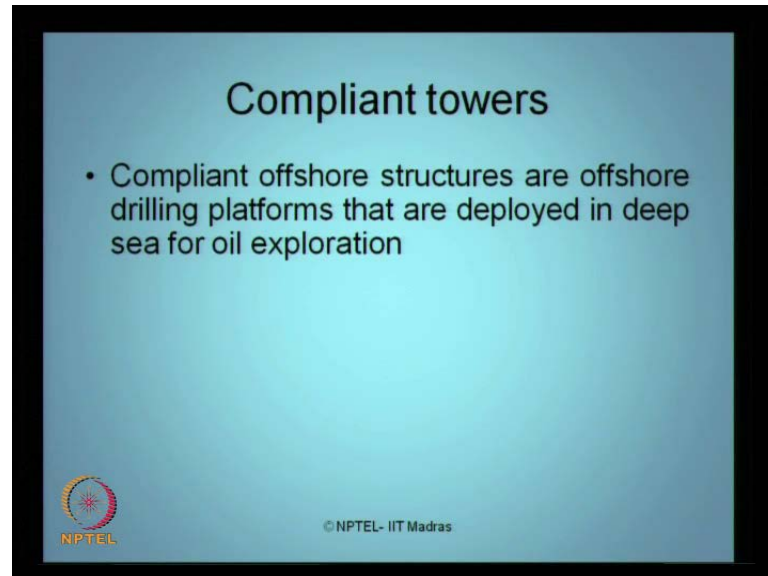 Compliant towers
• Compliant offshore structures are offshore
drilling platforms that are deployed in deep
sea for oil exploration
NPTEL
© NPTEL- IIT Madras